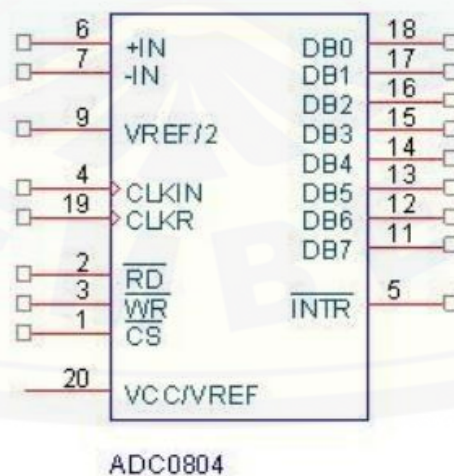 6 +IN DB0 18
7 -IN DB1 17
DB2 16
9 VREF/2 DB3 15
DB4 14
4 CLKIN DB5 13
19 CLKR DB6 12
DB7 11
2 RD
3 WR INTR 5
1 CS
20 VCC/VREF
ADC0804